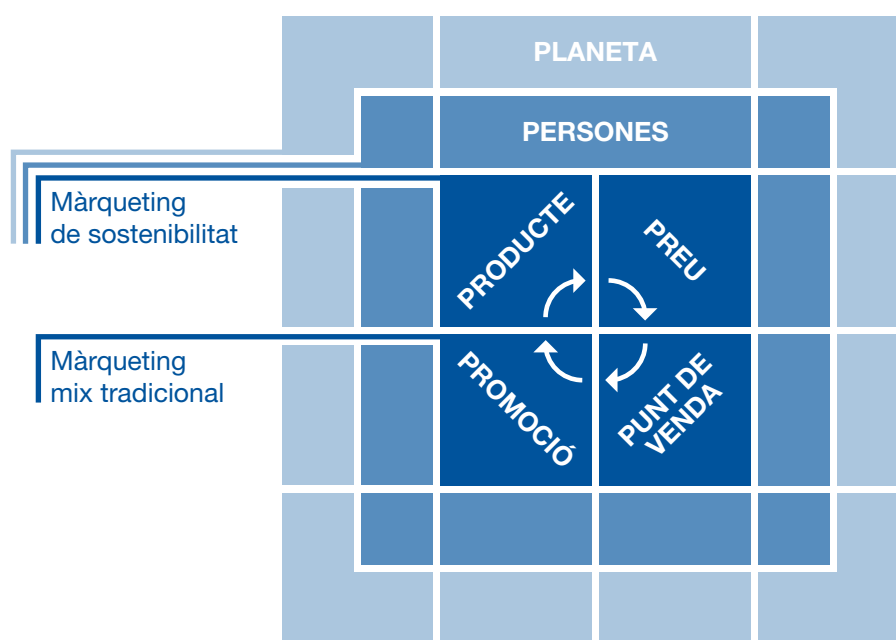 PLANETA
PERSONES
Màrqueting
de sostenibilitat
PRODUCTE
PREU
Màrqueting
mix tradicional
PROMOCIÓ
PUNT DE
VENDA